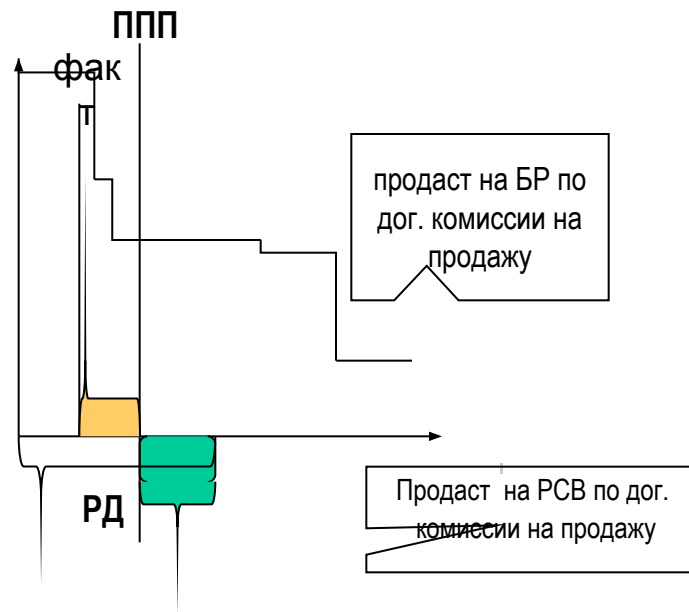 ППП
фак
т
продаст на БР по
дог. комиссии на
продажу
РД
Продаст на РСВ по дог.
комиссии на продажу